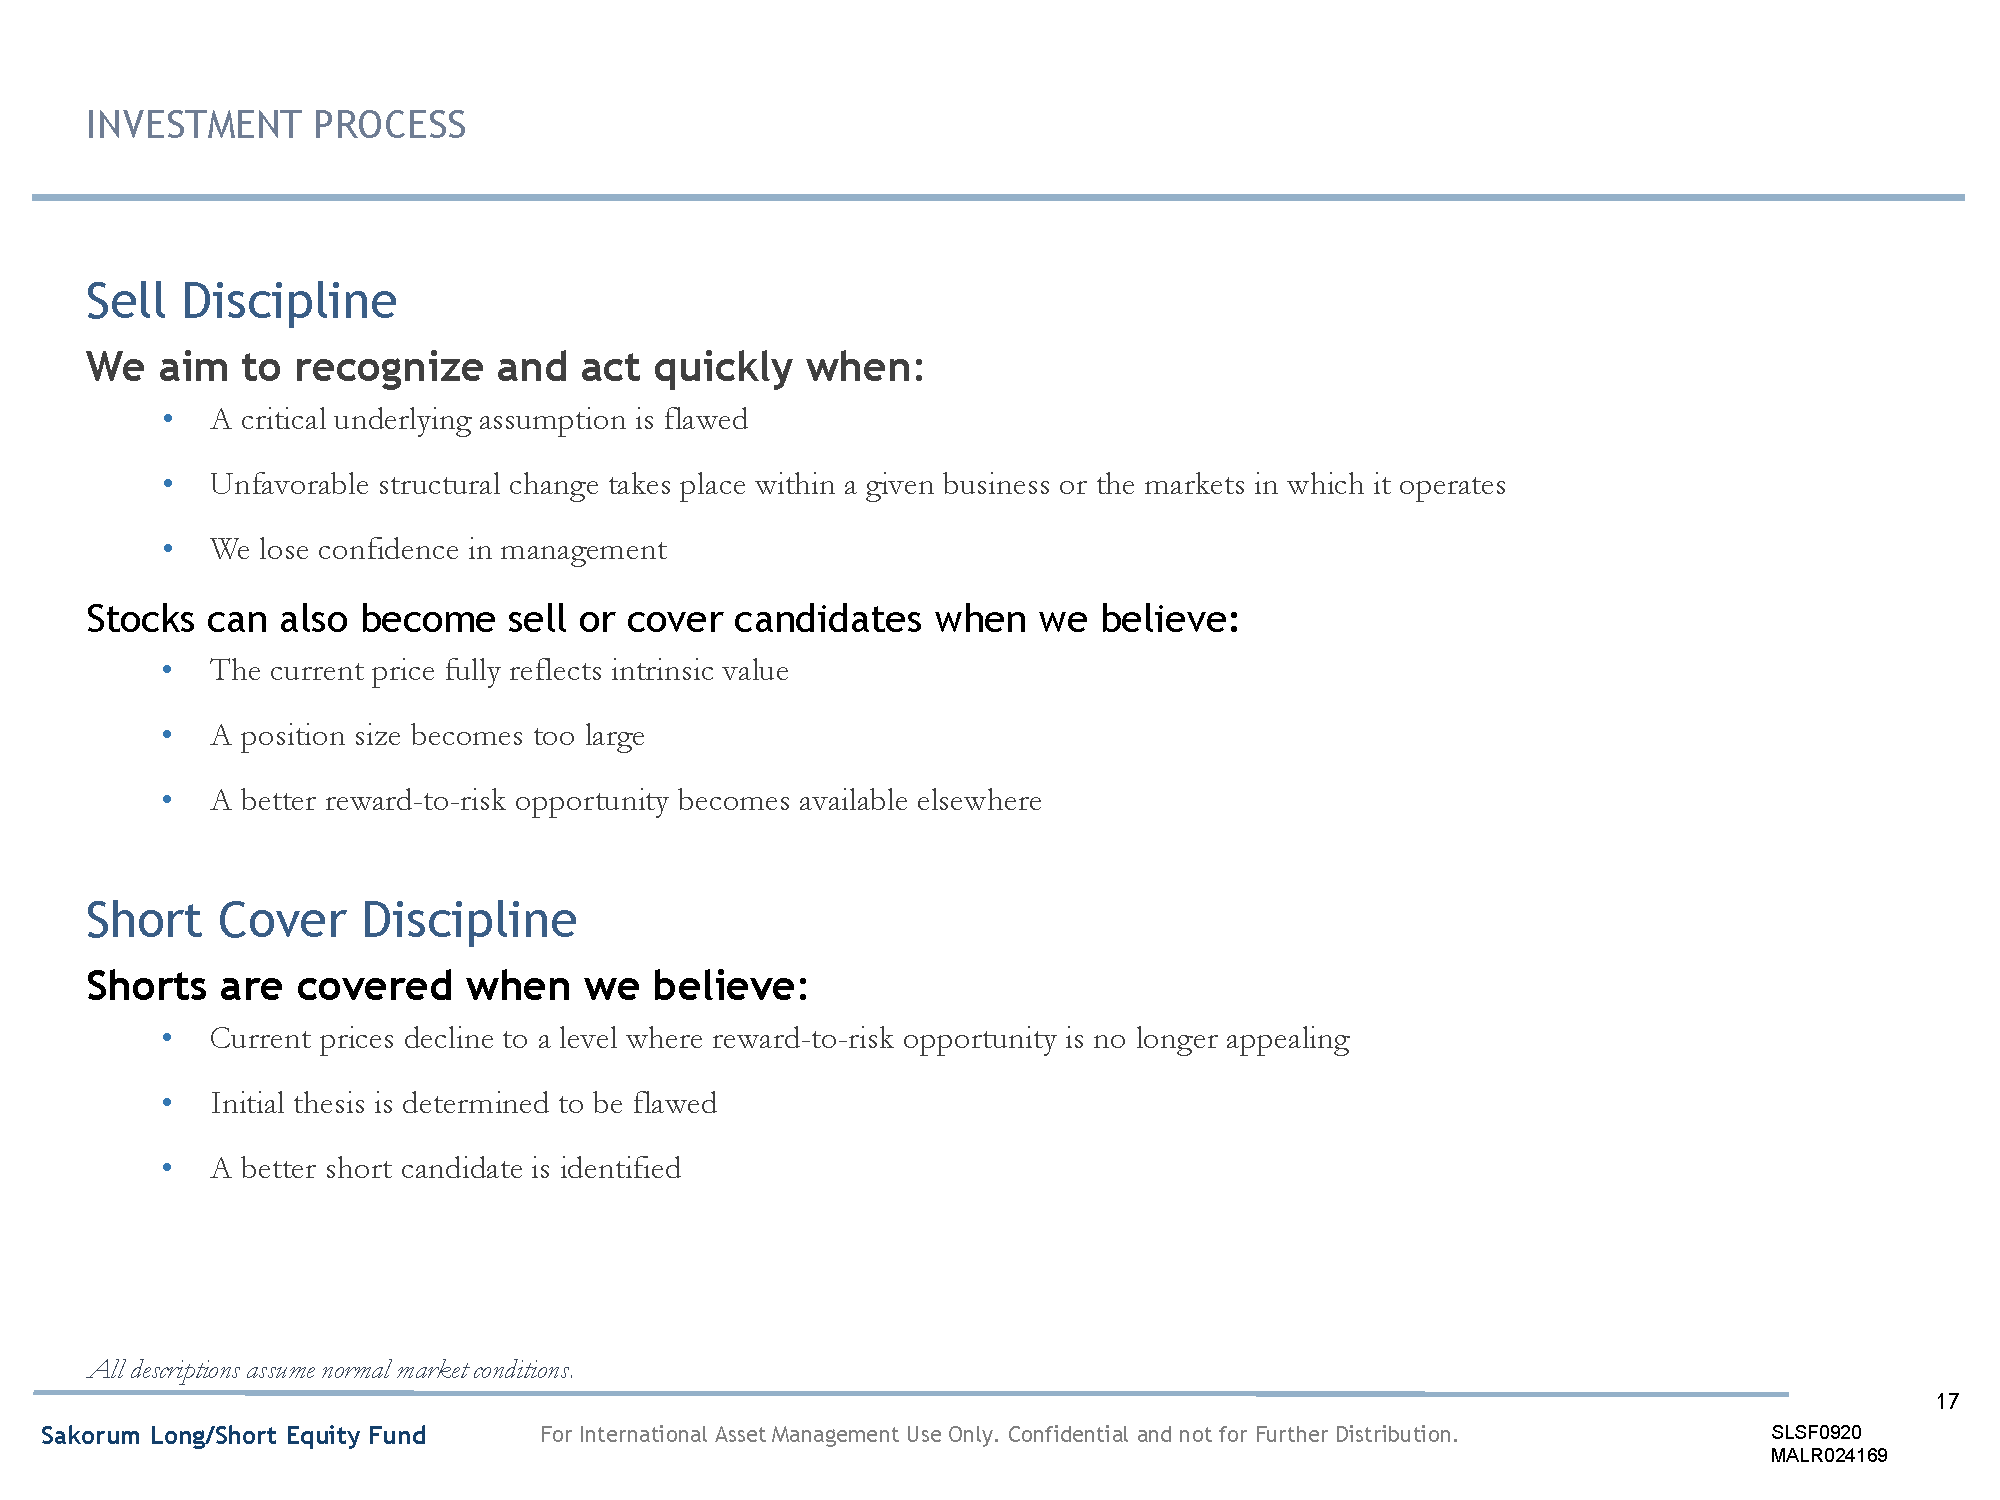 INVESTMENT PROCESS
Sell Discipline
We aim to recognize and act quickly when:
• A critical underlying assumption is flawed
• Unfavorable structural change takes place within a given business or the markets in which it operates
• We lose confidence in management
Stocks can also become sell or cover candidates when we believe:
• The current price fully reflects intrinsic value
• A position size becomes too large
• A better reward-to-risk opportunity becomes available elsewhere
Short Cover Discipline
Shorts are covered when we believe:
• Current prices decline to a level where reward-to-risk opportunity is no longer appealing
• Initial thesis is determined to be flawed
• A better short candidate is identified
All descriptions assume normal market conditions.
17
Sakorum Long/Short Equity Fund
For International Asset Management Use Only. Confidential and not for Further Distribution.
SLSF0920
MALR024169